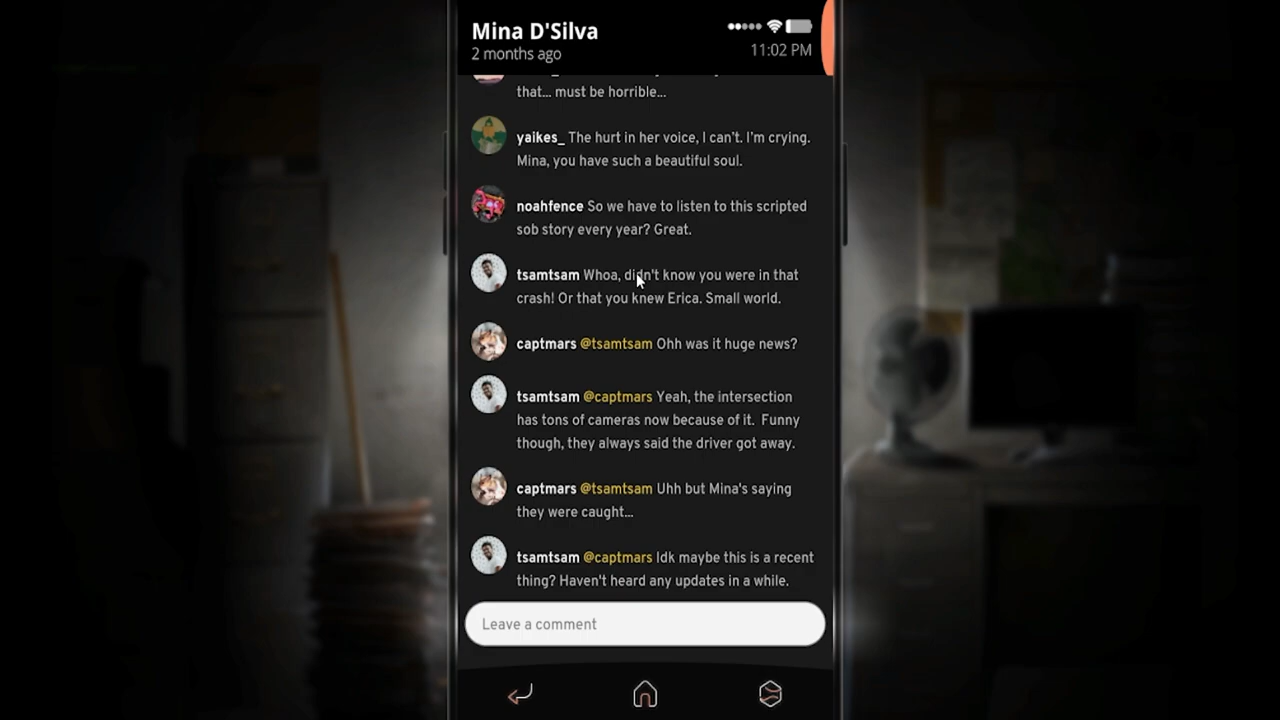 Mina D'Silva
2 months ago
11:02 PM
that... must be horrible...
yaikes_ The hurt in her voice, I can't. I'm crying.
Mina, you have such a beautiful soul.
noahfence So we have to listen to this scripted
sob story every year? Great.
tsamtsam Whoa, didn't know you were in that
crash! Or that you knew Erica. Small world.
captmars @tsamtsam Ohh was it huge news?
tsamtsam @captmars Yeah, the intersection
has tons of cameras now because of it. Funny
though, they always said the driver got away.
captmars @tsamtsam Uhh but Mina's saying
they were caught...
tsamtsam @captmars Idk maybe this is a recent
thing? Haven't heard any updates in a while.
Leave a comment